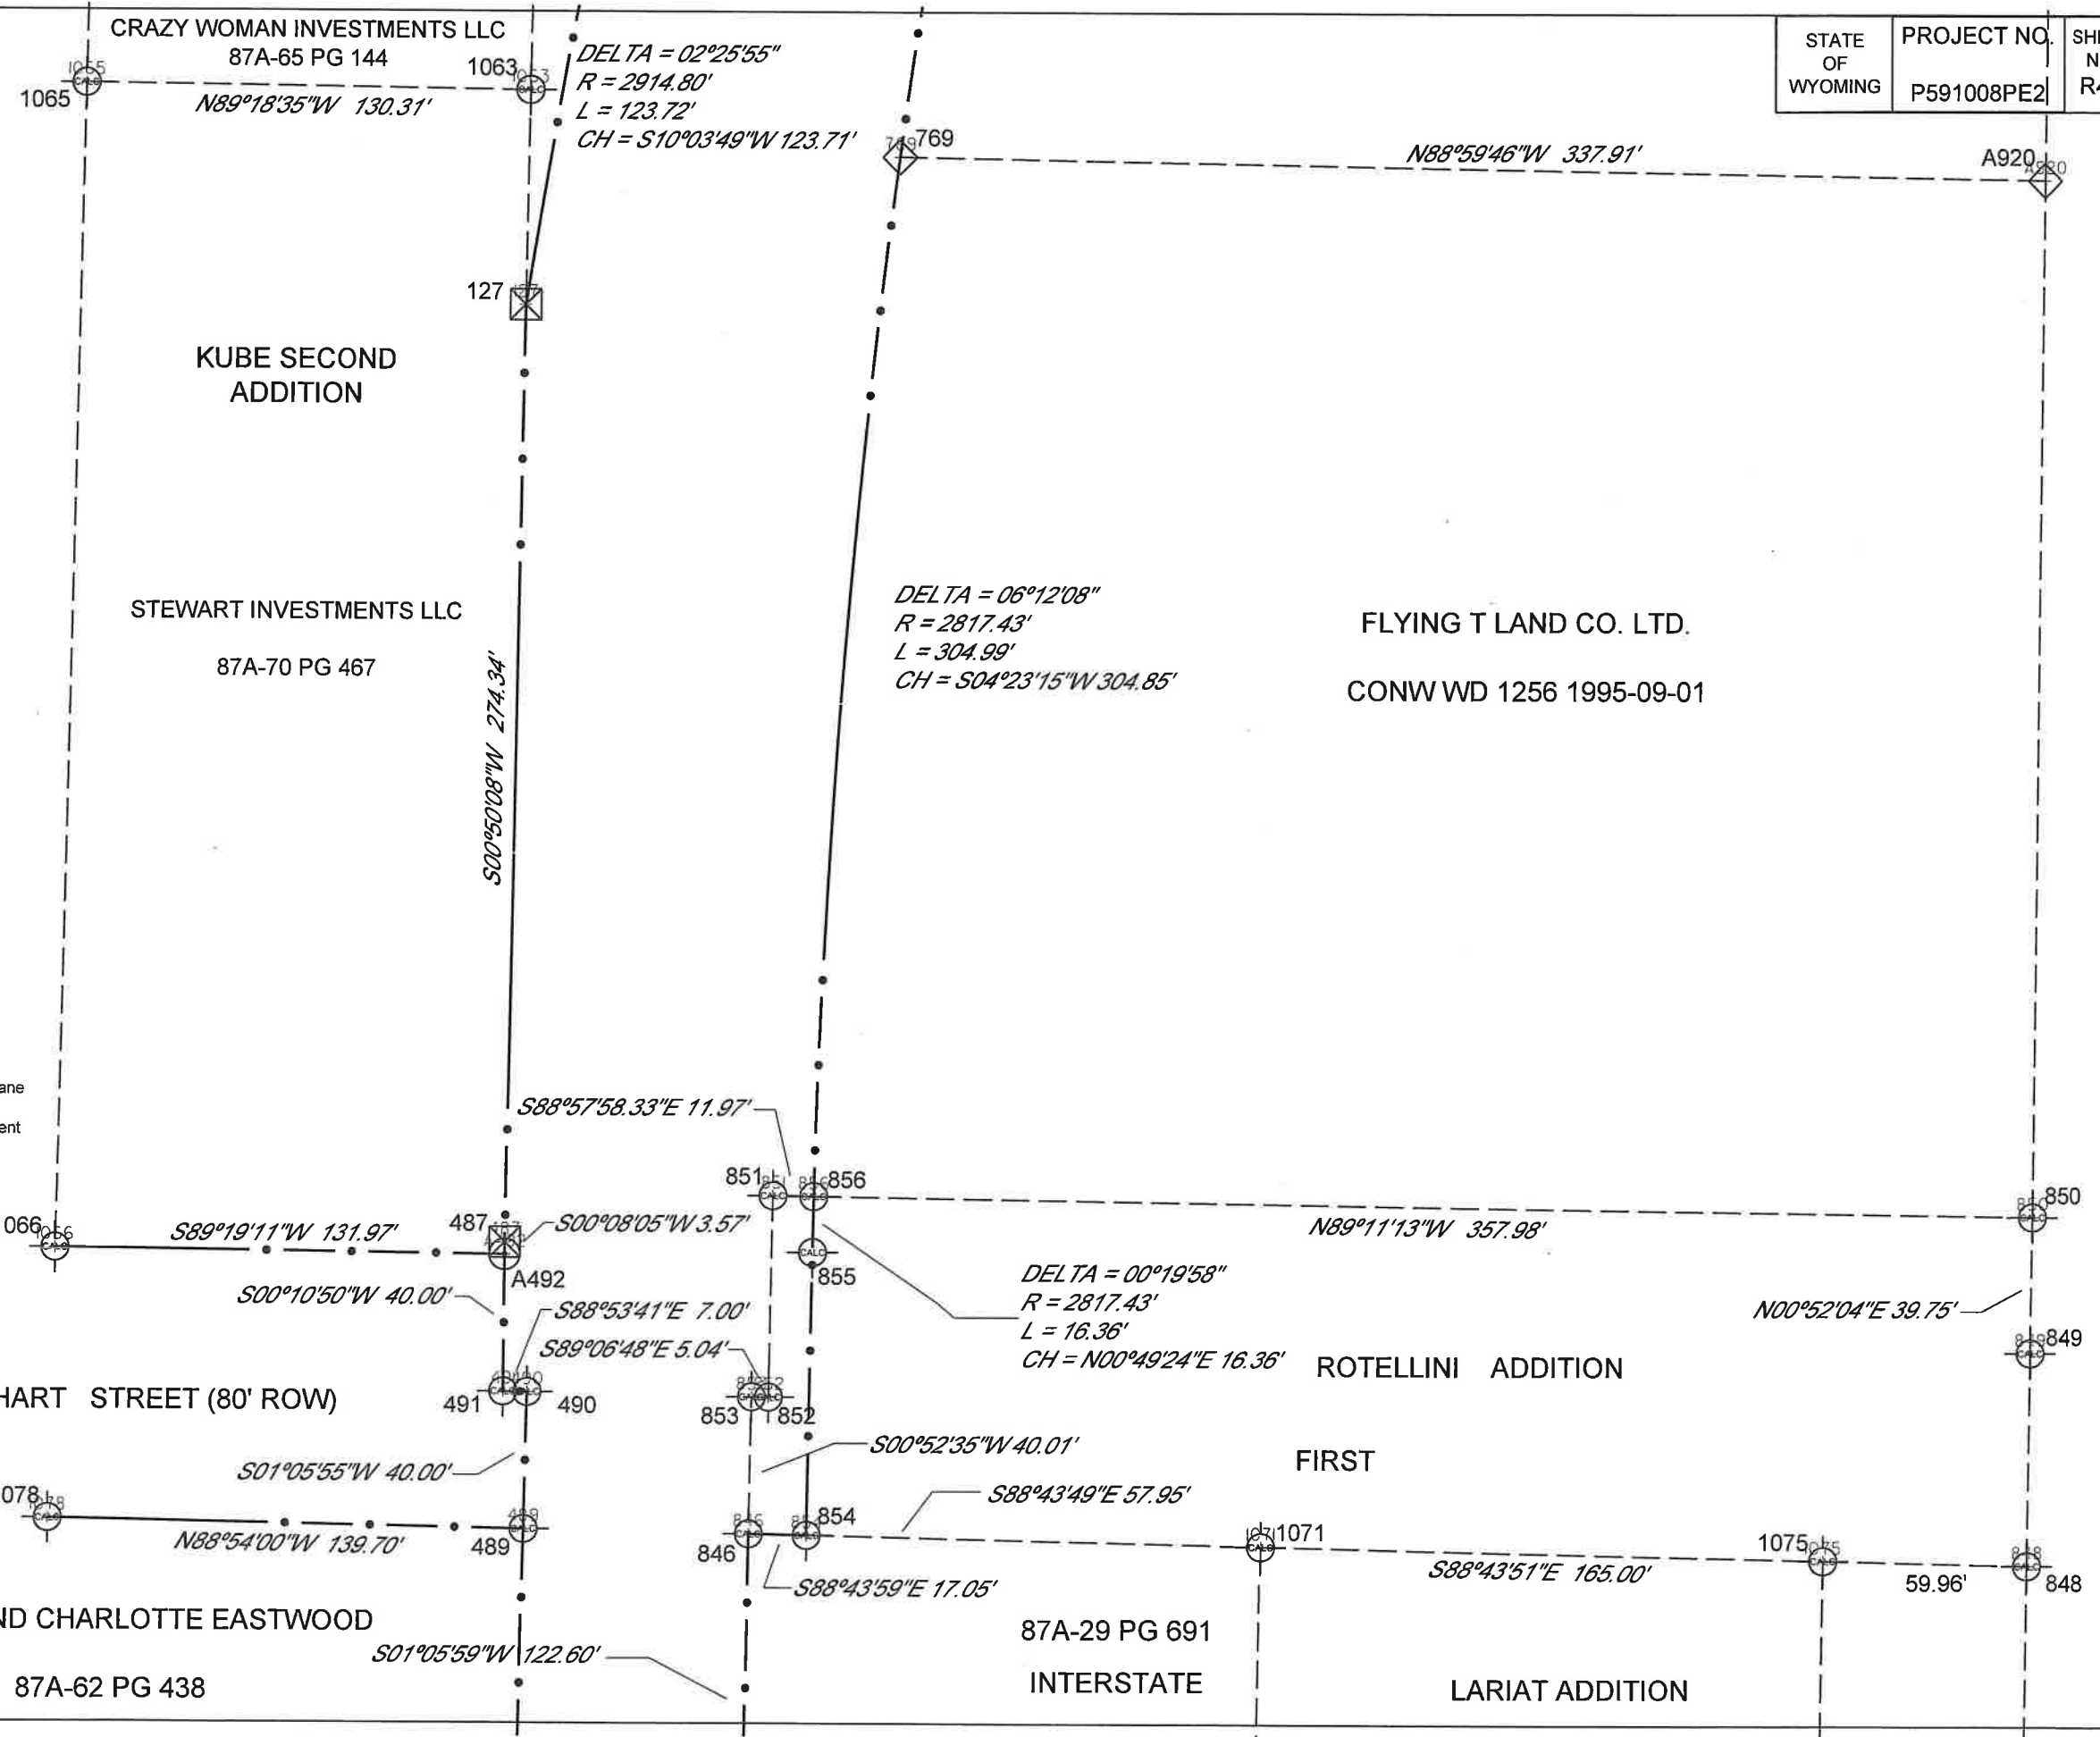 CRAZY WOMAN INVESTMENTS LLC
87A-65 PG 144
1065
1063
N89°18'35"W 130.31'
DELTA = 02°25'55"
R = 2914.80'
L = 123.72'
CH = S10°03'49"W 123.71'
769
N88°59'46"W 337.91'
A920
STATE
OF
WYOMING
PROJECT NO.
P591008PE2
127
KUBE SECOND
ADDITION
STEWART INVESTMENTS LLC
87A-70 PG 467
S00°50'08"W 274.34'
DELTA = 06°12'08"
R = 2817.43'
L = 304.99'
CH = S04°23'15"W 304.85'
FLYING T LAND CO. LTD.
CONW WD 1256 1995-09-01
S88°57'58.33"E 11.97'
851
856
850
N89°11'13"W 357.98'
066
S89°19'11"W 131.97'
487
S00°08'05"W 3.57'
A492
855
S00°10'50"W 40.00'
S88°53'41"E 7.00'
S89°06'48"E 5.04'
DELTA = 00°19'58"
R = 2817.43'
L = 16.36'
CH = N00°49'24"E 16.36'
N00°52'04"E 39.75'
849
ROTELLINI ADDITION
HART STREET (80' ROW)
491
490
853
852
S00°52'35"W 40.01'
FIRST
S01°05'55"W 40.00'
S88°43'49"E 57.95'
078
N88°54'00"W 139.70'
489
846
854
1071
1075
848
S88°43'51"E 165.00'
59.96'
S88°43'59"E 17.05'
ND CHARLOTTE EASTWOOD
87A-62 PG 438
S01°05'59"W 122.60'
87A-29 PG 691
INTERSTATE
LARIAT ADDITION